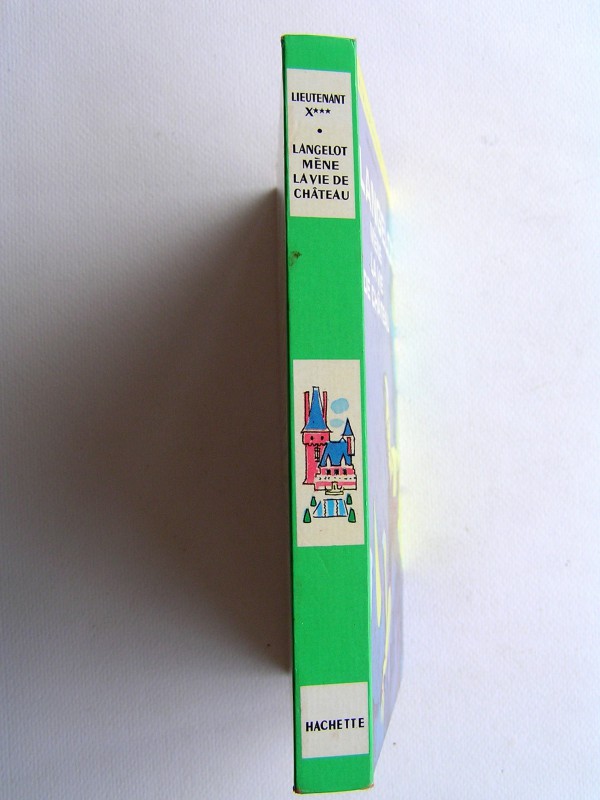 LIEUTENANT
X***
•
LANGELOT
MÈNE
LA VIE DE
CHÂTEAU
HACHETTE